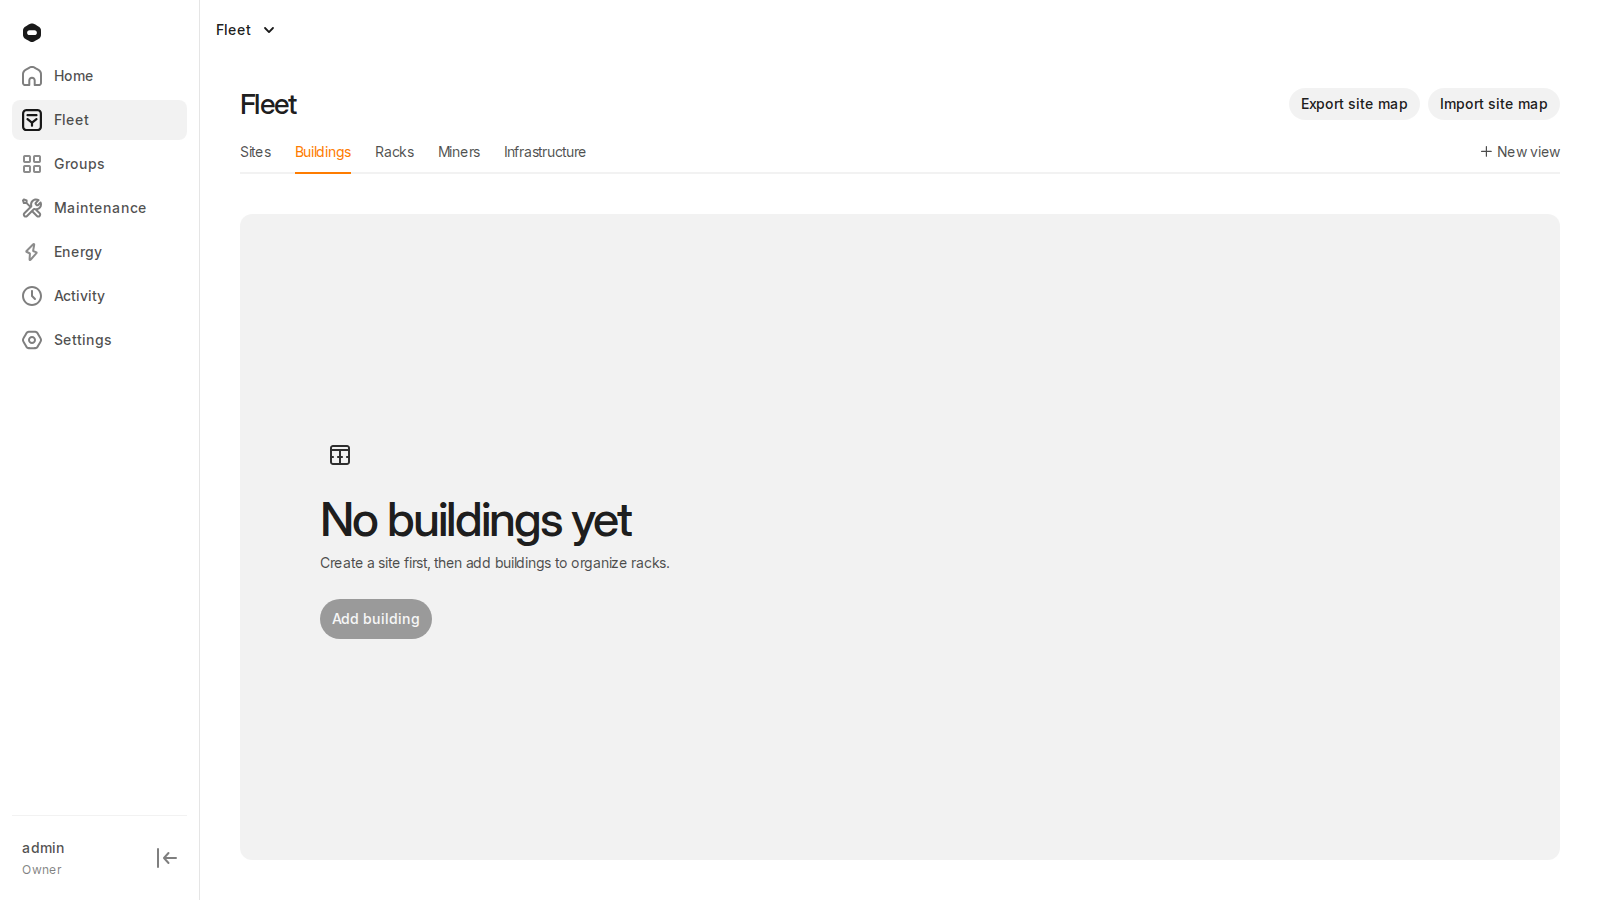 Fleet
Home
Fleet
Groups
Maintenance
Energy
Activity
Settings
admin
Owner
Fleet
Export site map
Import site map
Sites
Buildings
Racks
Miners
Infrastructure
New view
No buildings yet
Create a site first, then add buildings to organize racks.
Add building